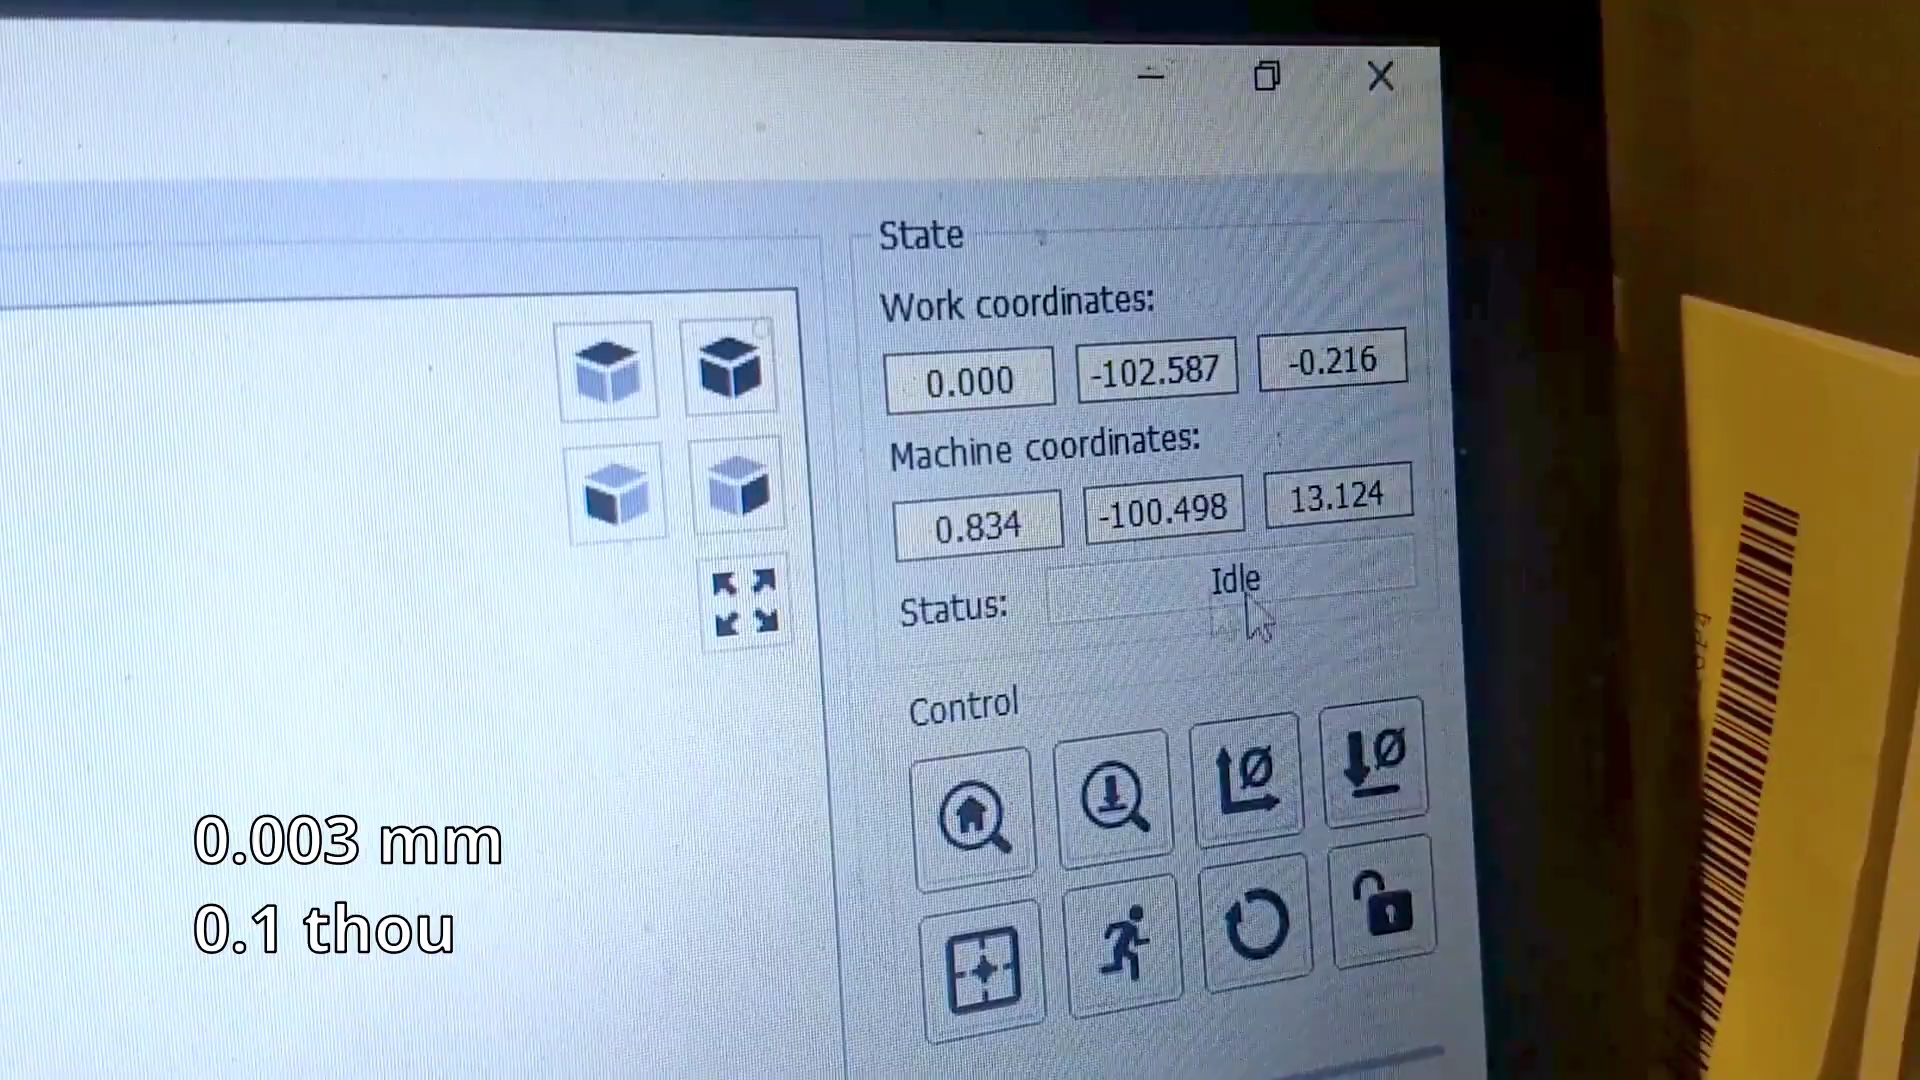 State
Work coordinates:
0.000 -102.587 -0.216
Machine coordinates:
0.834 -100.498 13.124
Status: Idle
Control
0.003 mm
0.1 thou